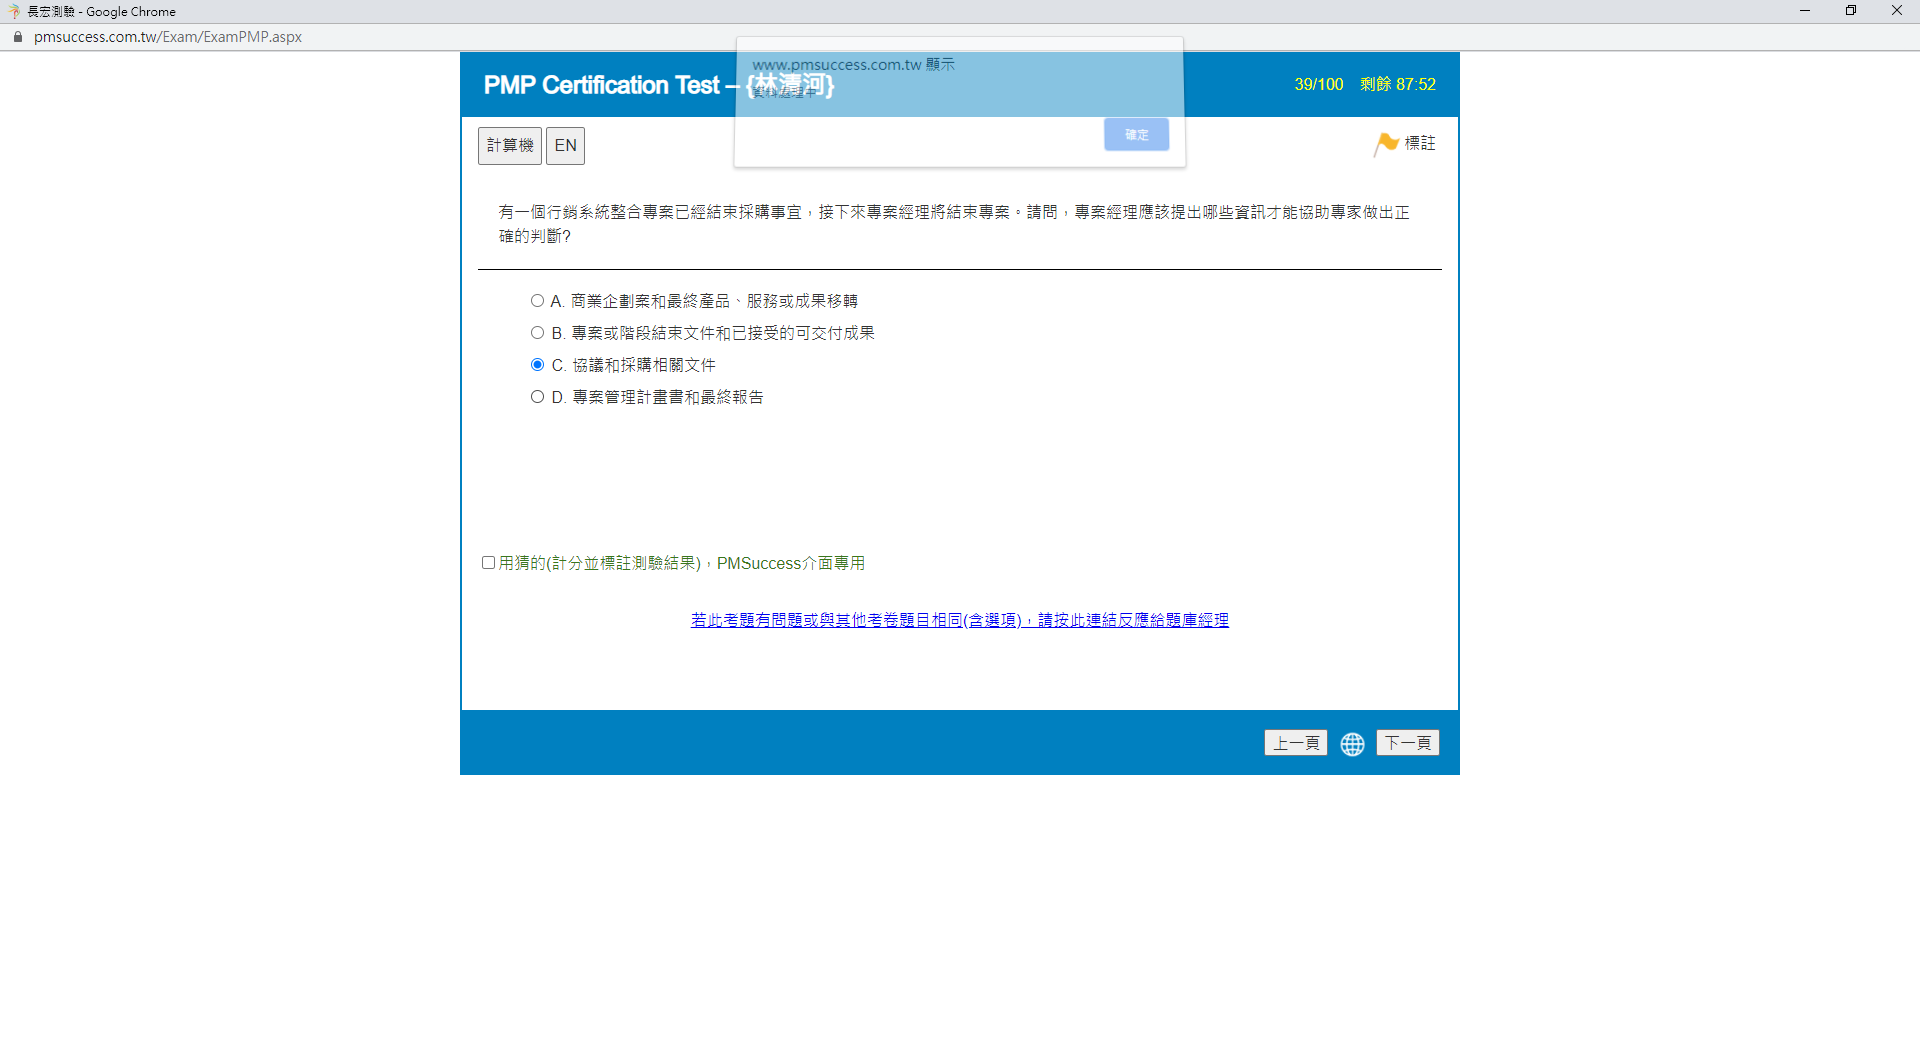 長宏測驗 - Google Chrome
pmsuccess.com.tw/Exam/ExamPMP.aspx
www.pmsuccess.com.tw 顯示
PMP Certification Test – {林清河}
資料處理中
39/100 剩餘 87:52
確定
計算機 EN
標註
有一個行銷系統整合專案已經結束採購事宜，接下來專案經理將結束專案。請問，專案經理應該提出哪些資訊才能協助專家做出正
確的判斷?
A. 商業企劃案和最終產品、服務或成果移轉
B. 專案或階段結束文件和已接受的可交付成果
C. 協議和採購相關文件
D. 專案管理計畫書和最終報告
用猜的(計分並標註測驗結果)，PMSuccess介面專用
若此考題有問題或與其他考卷題目相同(含選項)，請按此連結反應給題庫經理
上一頁 下一頁